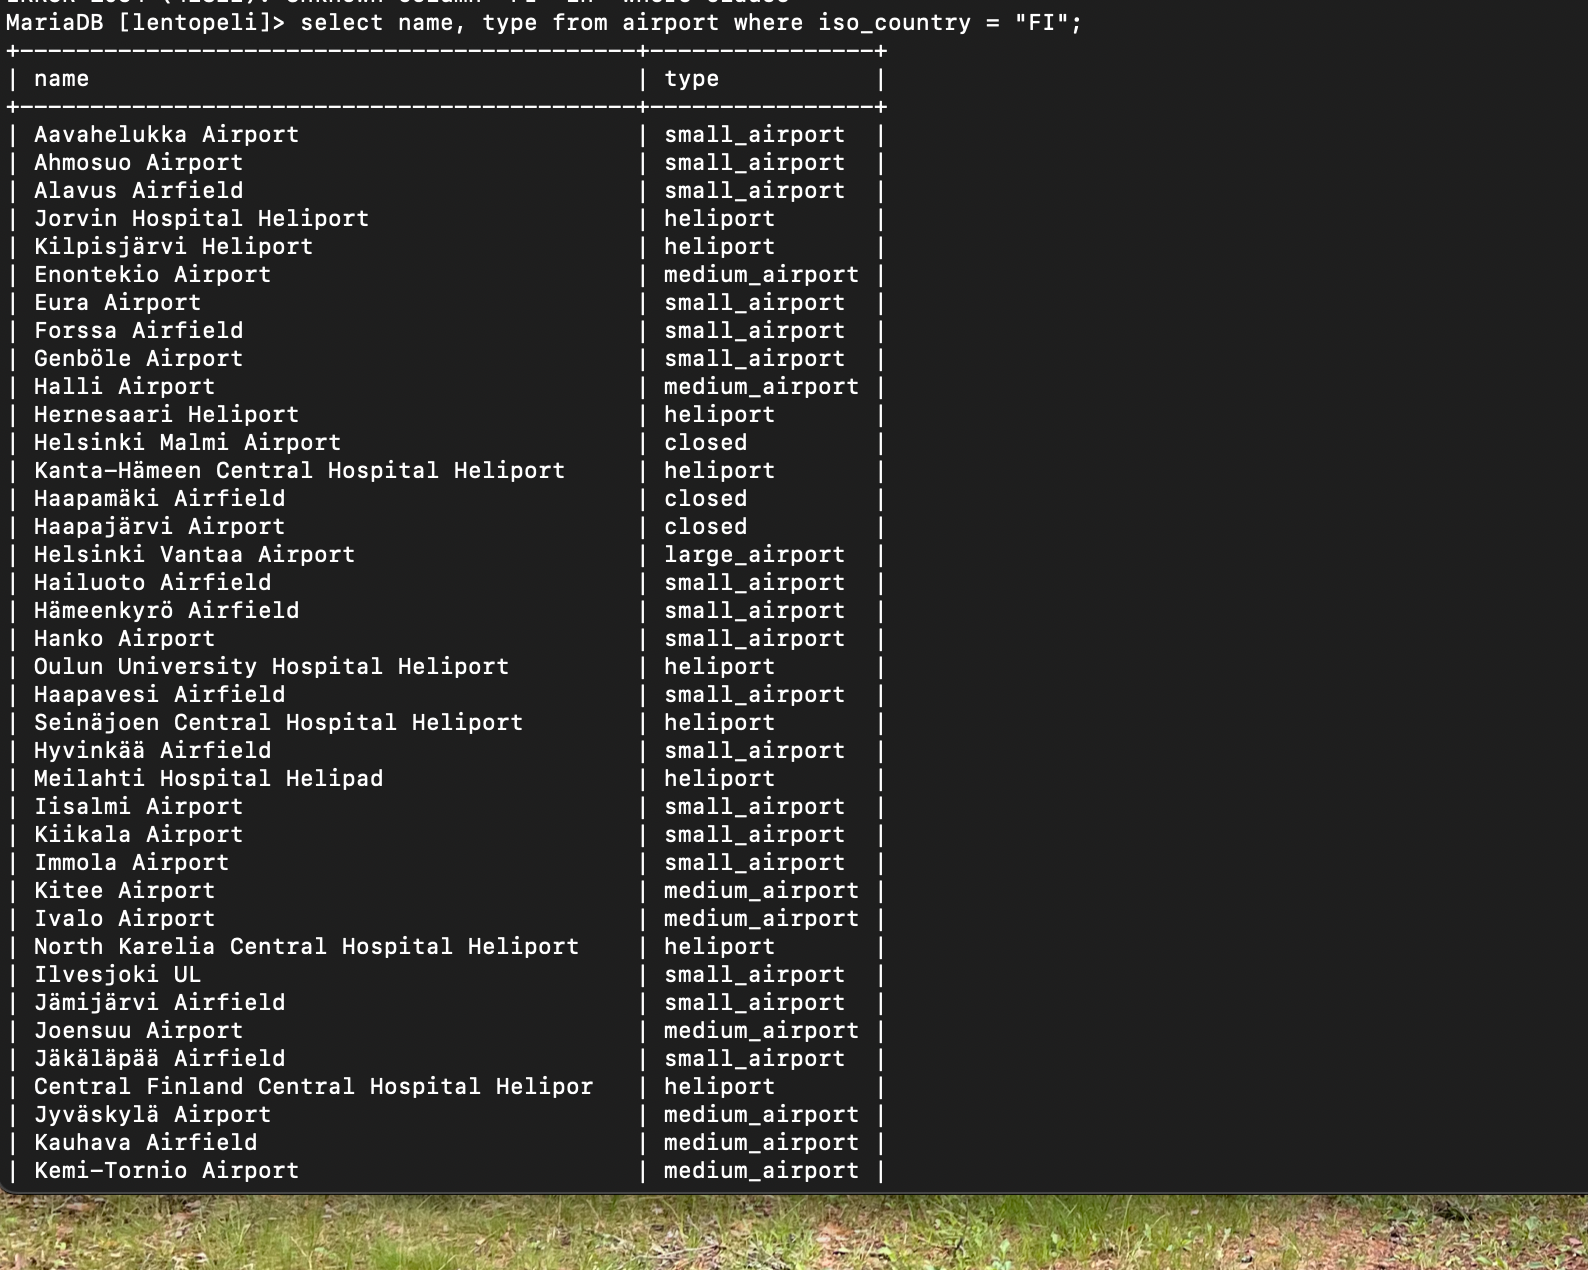 MariaDB [lentopeli]> select name, type from airport where iso_country = "FI";
+--------------------------------------------+----------------+
| name | type |
+--------------------------------------------+----------------+
| Aavahelukka Airport | small_airport |
| Ahmosuo Airport | small_airport |
| Alavus Airfield | small_airport |
| Jorvin Hospital Heliport | heliport |
| Kilpisjärvi Heliport | heliport |
| Enontekio Airport | medium_airport |
| Eura Airport | small_airport |
| Forssa Airfield | small_airport |
| Genböle Airport | small_airport |
| Halli Airport | medium_airport |
| Hernesaari Heliport | heliport |
| Helsinki Malmi Airport | closed |
| Kanta-Hämeen Central Hospital Heliport | heliport |
| Haapamäki Airfield | closed |
| Haapajärvi Airport | closed |
| Helsinki Vantaa Airport | large_airport |
| Hailuoto Airfield | small_airport |
| Hämeenkyrö Airfield | small_airport |
| Hanko Airport | small_airport |
| Oulun University Hospital Heliport | heliport |
| Haapavesi Airfield | small_airport |
| Seinäjoen Central Hospital Heliport | heliport |
| Hyvinkää Airfield | small_airport |
| Meilahti Hospital Helipad | heliport |
| Iisalmi Airport | small_airport |
| Kiikala Airport | small_airport |
| Immola Airport | small_airport |
| Kitee Airport | medium_airport |
| Ivalo Airport | medium_airport |
| North Karelia Central Hospital Heliport | heliport |
| Ilvesjoki UL | small_airport |
| Jämijärvi Airfield | small_airport |
| Joensuu Airport | medium_airport |
| Jäkäläpää Airfield | small_airport |
| Central Finland Central Hospital Helipor | heliport |
| Jyväskylä Airport | medium_airport |
| Kauhava Airfield | medium_airport |
| Kemi-Tornio Airport | medium_airport |